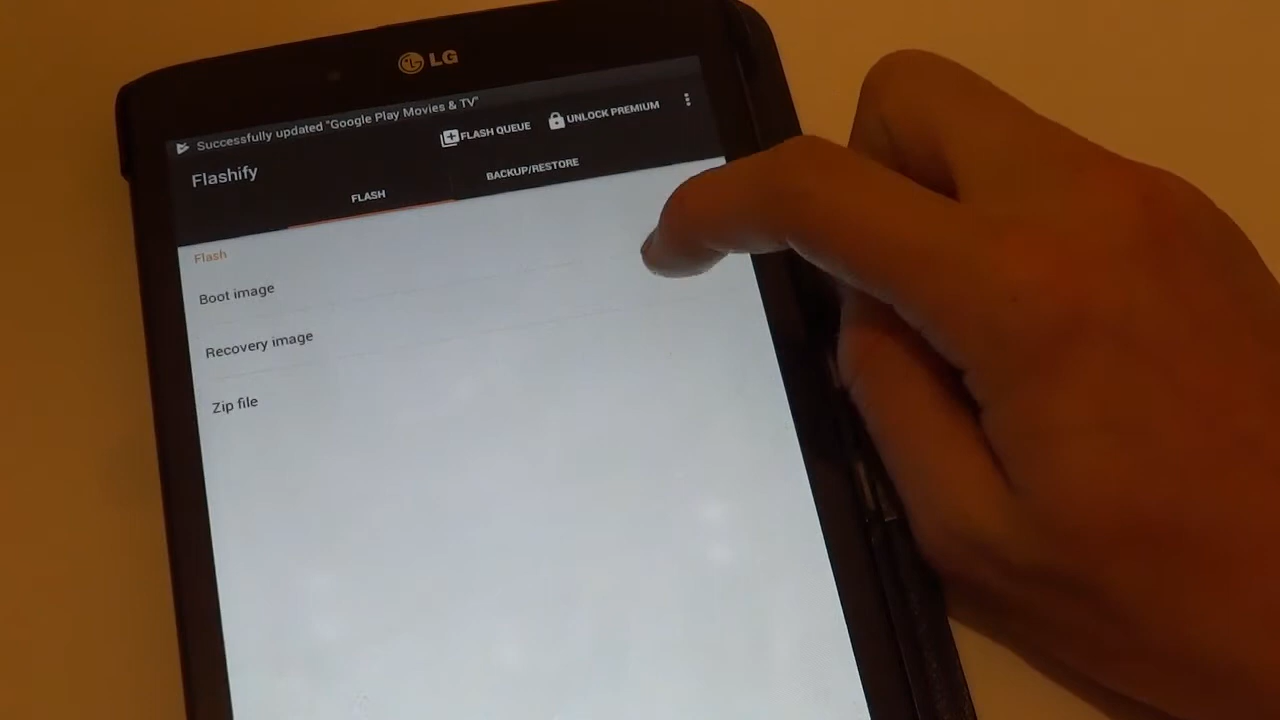 LG
Successfully updated "Google Play Movies & TV"
FLASH QUEUE
UNLOCK PREMIUM
Flashify
FLASH
BACKUP/RESTORE
Flash
Boot image
Recovery image
Zip file